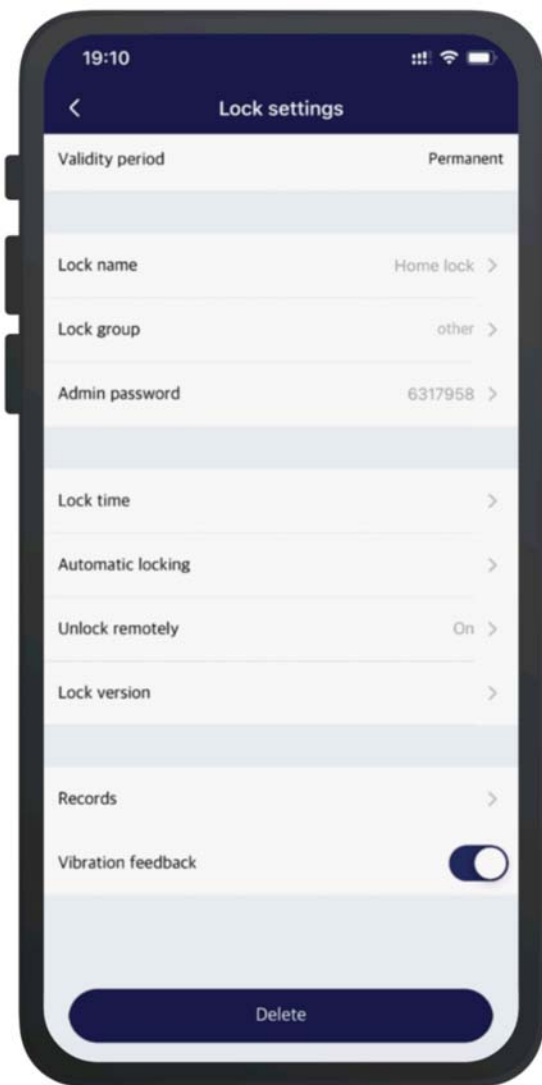 19:10
Lock settings
Validity period Permanent
Lock name Home lock
Lock group other
Admin password 6317958
Lock time
Automatic locking
Unlock remotely On
Lock version
Records
Vibration feedback
Delete